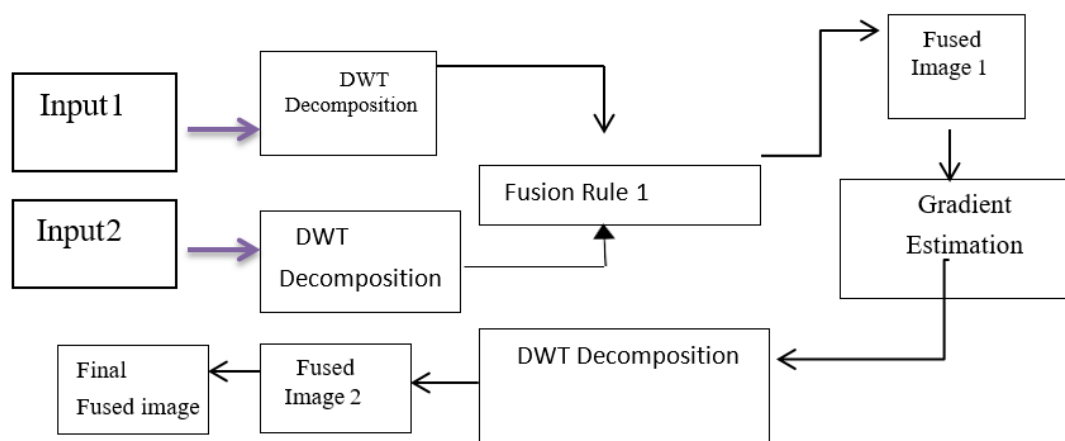 Input1
DWT
Decomposition
Fused
Image 1
Fusion Rule 1
Input2
DWT
Decomposition
Gradient
Estimation
DWT Decomposition
Fused
Image 2
Final
Fused image